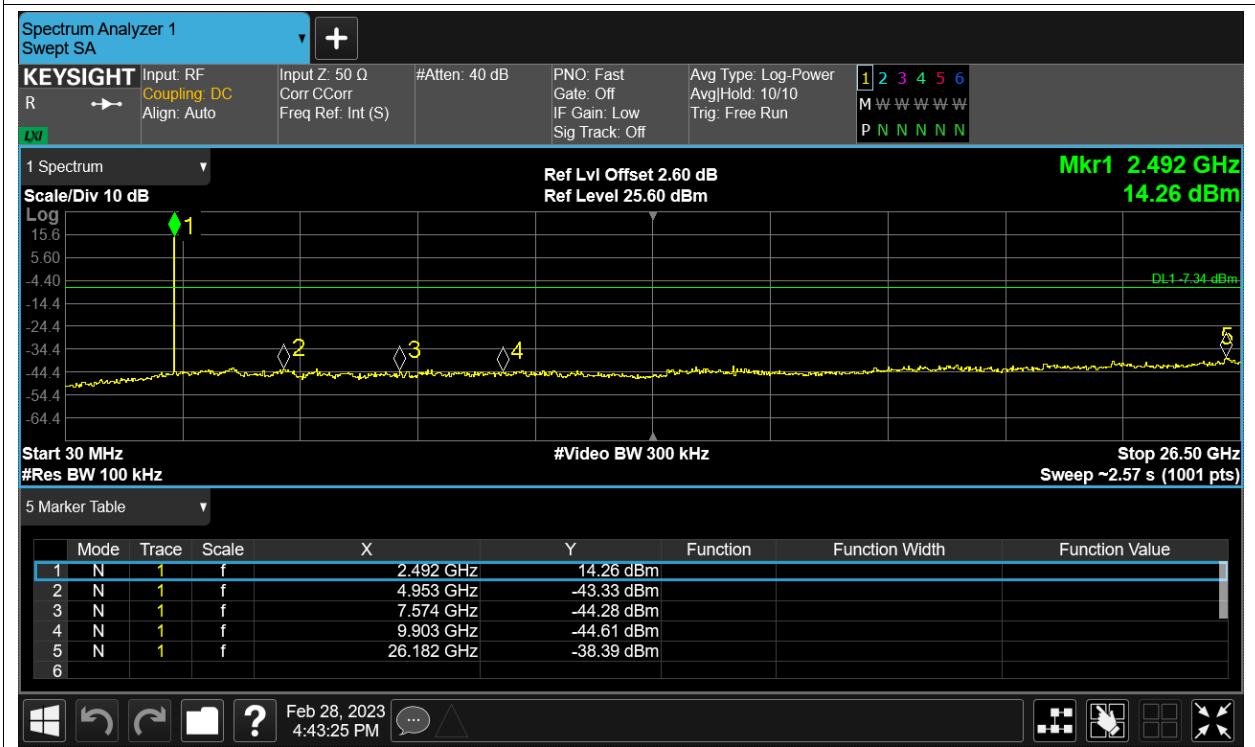 Spectrum Analyzer 1
Swept SA
KEYSIGHT Input: RF Input Z: 50 Ω #Atten: 40 dB PNO: Fast Avg Type: Log-Power 1 2 3 4 5 6
R Coupling: DC Corr CCorr Gate: Off Avg|Hold: 10/10 M W W W W W
Align: Auto Freq Ref: Int (S) IF Gain: Low Trig: Free Run
LXI Sig Track: Off P N N N N N
1 Spectrum Ref Lvl Offset 2.60 dB Mkr1 2.492 GHz
Scale/Div 10 dB Ref Level 25.60 dBm 14.26 dBm
Log
1
15.6
5.60
-4.40 DL1 -7.34 dBm
-14.4
-24.4
-34.4 2 3 4 5
-44.4
-54.4
-64.4
Start 30 MHz #Video BW 300 kHz Stop 26.50 GHz
#Res BW 100 kHz Sweep ~2.57 s (1001 pts)
5 Marker Table
Mode Trace Scale X Y Function Function Width Function Value
1 N 1 f 2.492 GHz 14.26 dBm
2 N 1 f 4.953 GHz -43.33 dBm
3 N 1 f 7.574 GHz -44.28 dBm
4 N 1 f 9.903 GHz -44.61 dBm
5 N 1 f 26.182 GHz -38.39 dBm
6
? Feb 28, 2023
4:43:25 PM